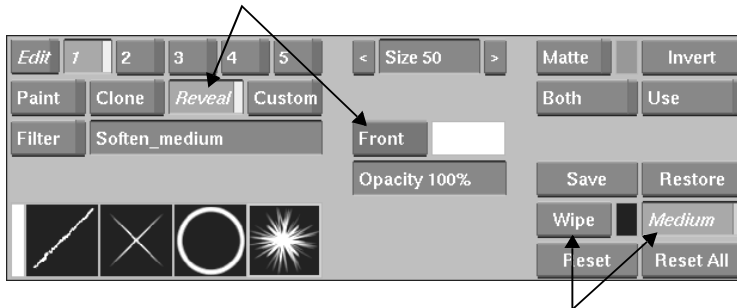 Edit 1 2 3 4 5 < Size 50 > Matte Invert
Paint Clone Reveal Custom Both Use
Filter Soften_medium Front
Opacity 100% Save Restore
Wipe Medium
Reset Reset All